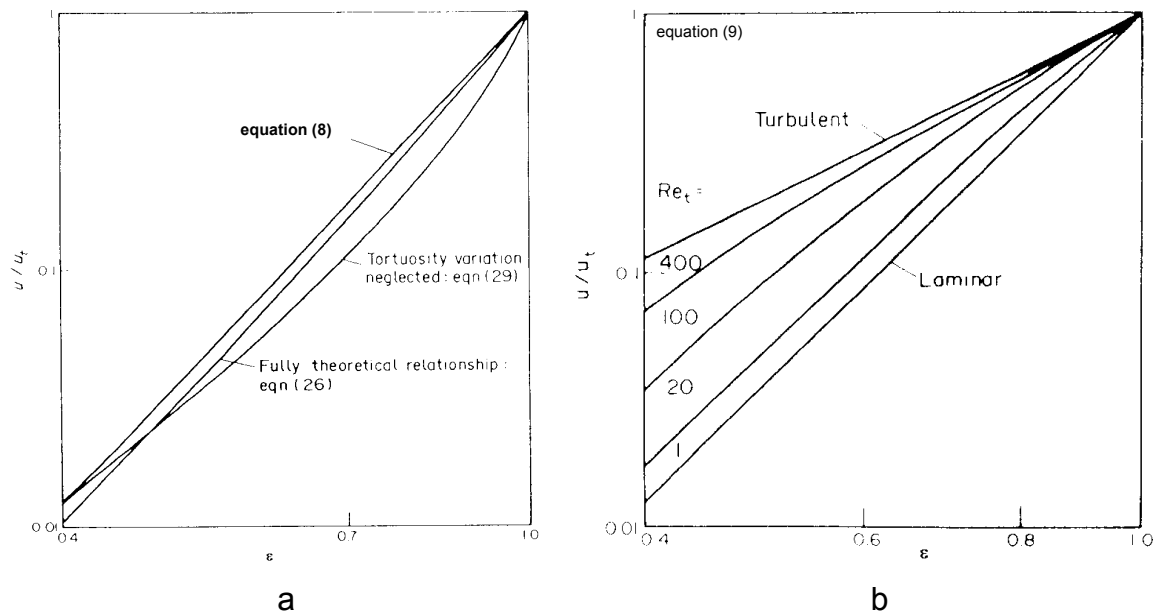 1
equation (8)
u/u_t
0.1
Tortuosity variation
neglected: eqn (29)
Fully theoretical relationship:
eqn (26)
0.01
0.4
0.7
1.0
ε
a
1
equation (9)
Turbulent
Re_t =
u/u_t
0.1
400
100
20
1
Laminar
0.01
0.4
0.6
0.8
1.0
ε
b